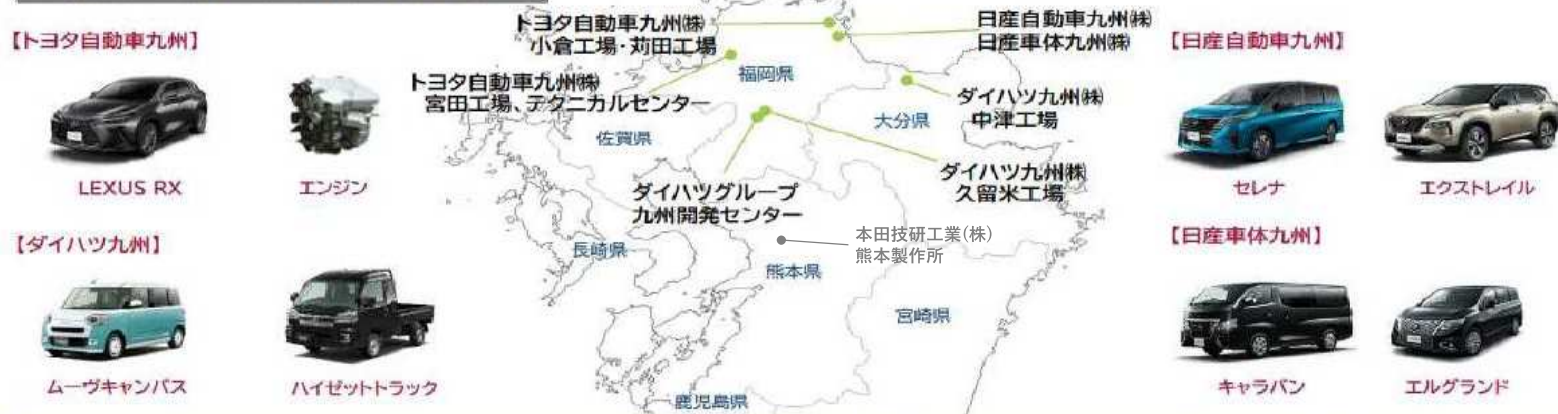 【トヨタ自動車九州】
LEXUS RX
エンジン
【ダイハツ九州】
ムーヴキャンバス
ハイゼットトラック
トヨタ自動車九州㈱
小倉工場・苅田工場
トヨタ自動車九州㈱
宮田工場、テクニカルセンター
日産自動車九州㈱
日産車体九州㈱
福岡県
ダイハツ九州㈱
中津工場
大分県
佐賀県
ダイハツ九州㈱
久留米工場
ダイハツグループ
九州開発センター
本田技研工業(株)
熊本製作所
長崎県
熊本県
宮崎県
鹿児島県
【日産自動車九州】
セレナ
エクストレイル
【日産車体九州】
キャラバン
エルグランド